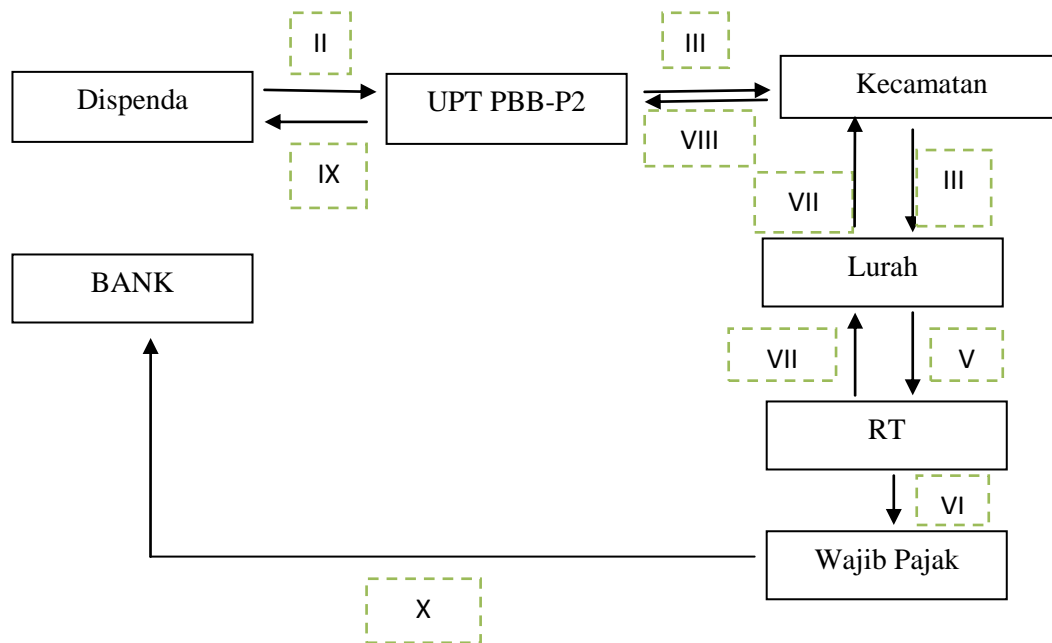 II
III
Dispenda
UPT PBB-P2
Kecamatan
IX
VIII
VII
III
BANK
Lurah
VII
V
RT
VI
Wajib Pajak
X